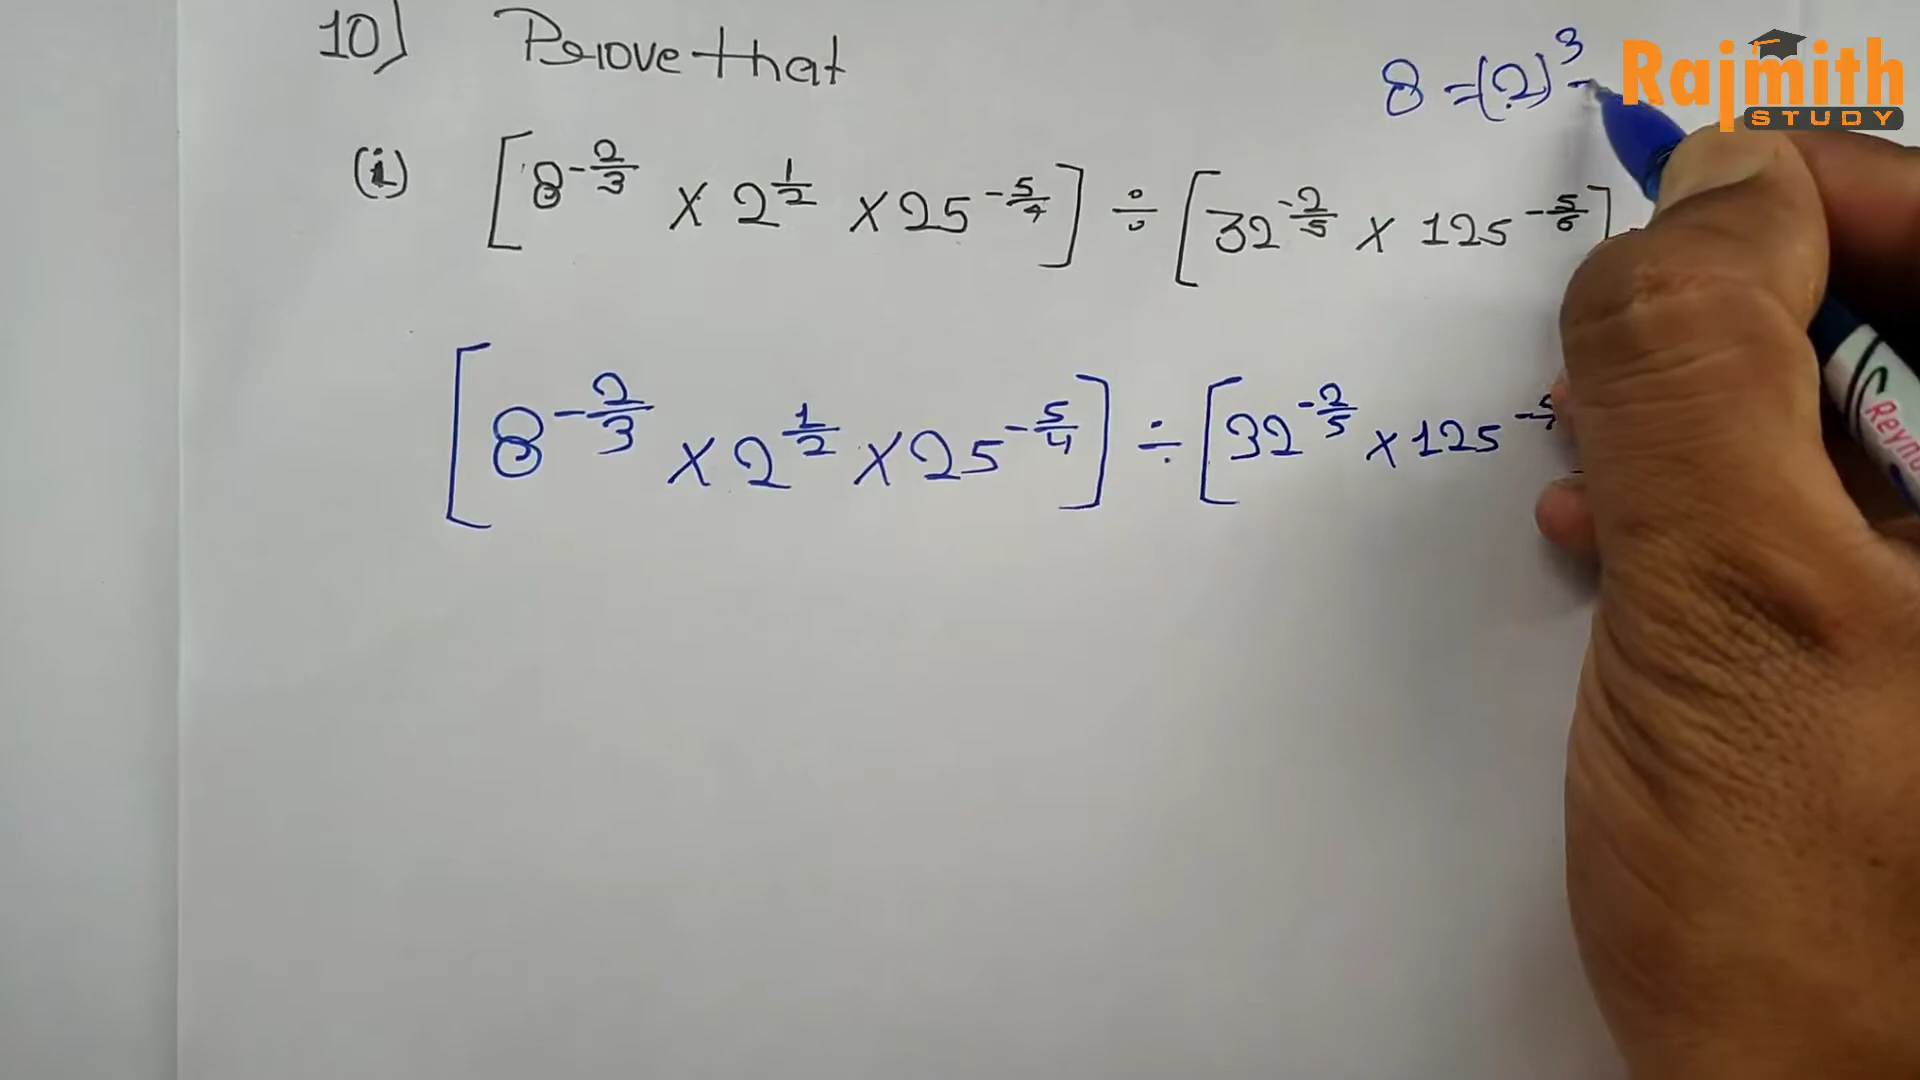 10) Prove that
8 = (2)³ -
Rajmith
STUDY
(i) [8^{-2/3} × 2^{1/2} × 25^{-5/4}] ÷ [32^{-2/5} × 125^{-5/6}]
[8^{-2/3} × 2^{1/2} × 25^{-5/4}] ÷ [32^{-2/5} × 125
Reyno